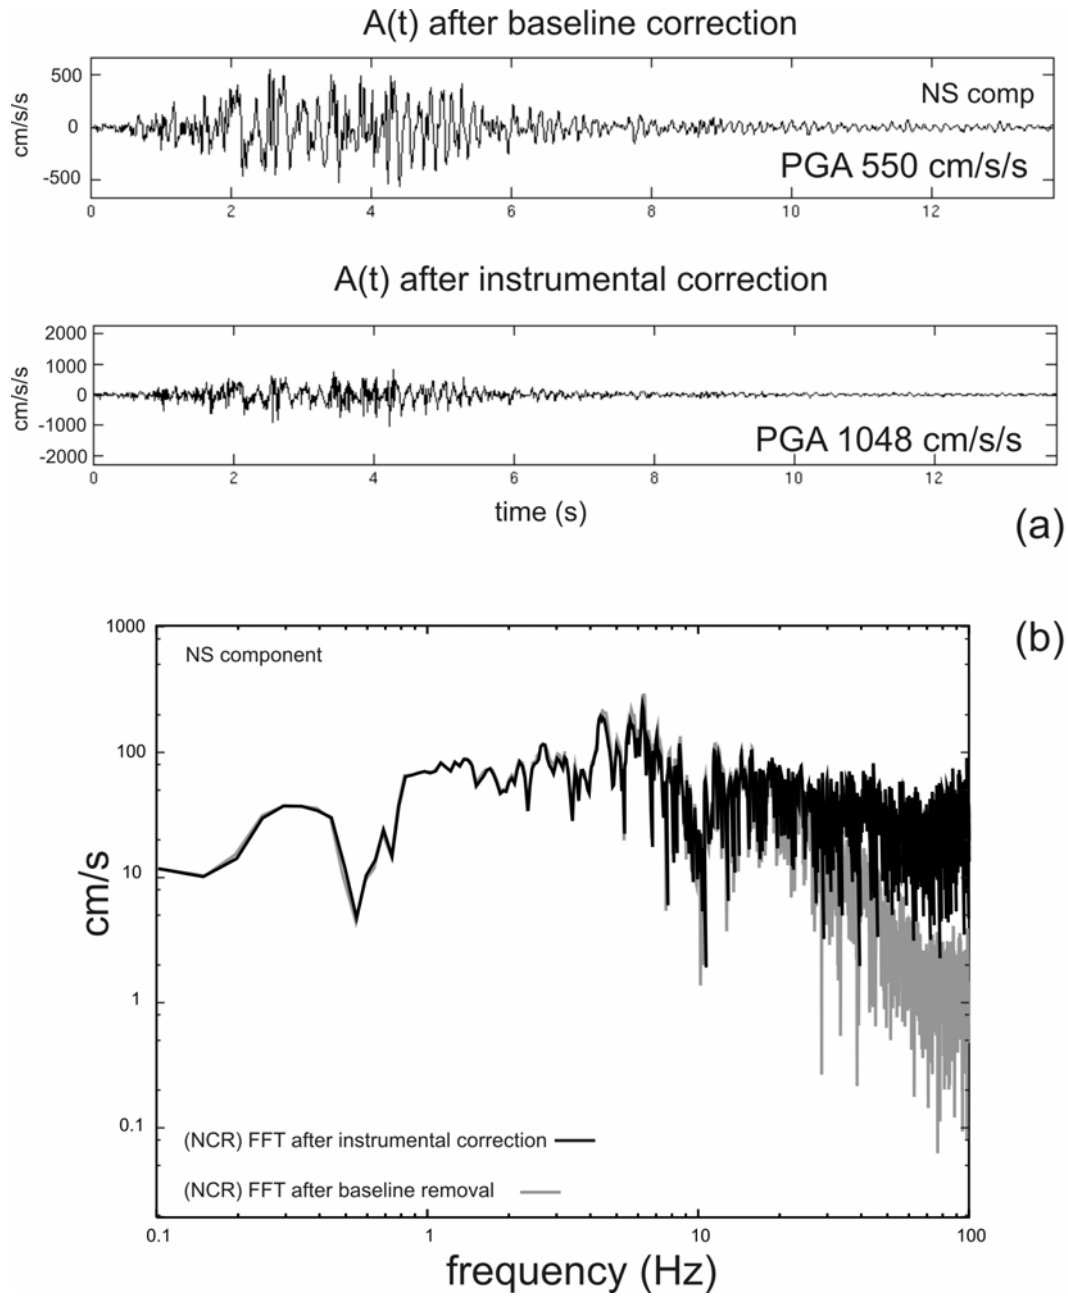 A(t) after baseline correction
500
0
-500
cm/s/s
NS comp
PGA 550 cm/s/s
0 2 4 6 8 10 12
A(t) after instrumental correction
2000
1000
0
-1000
-2000
cm/s/s
PGA 1048 cm/s/s
0 2 4 6 8 10 12
time (s)
(a)
(b)
1000
100
10
1
0.1
cm/s
NS component
(NCR) FFT after instrumental correction
(NCR) FFT after baseline removal
0.1 1 10 100
frequency (Hz)